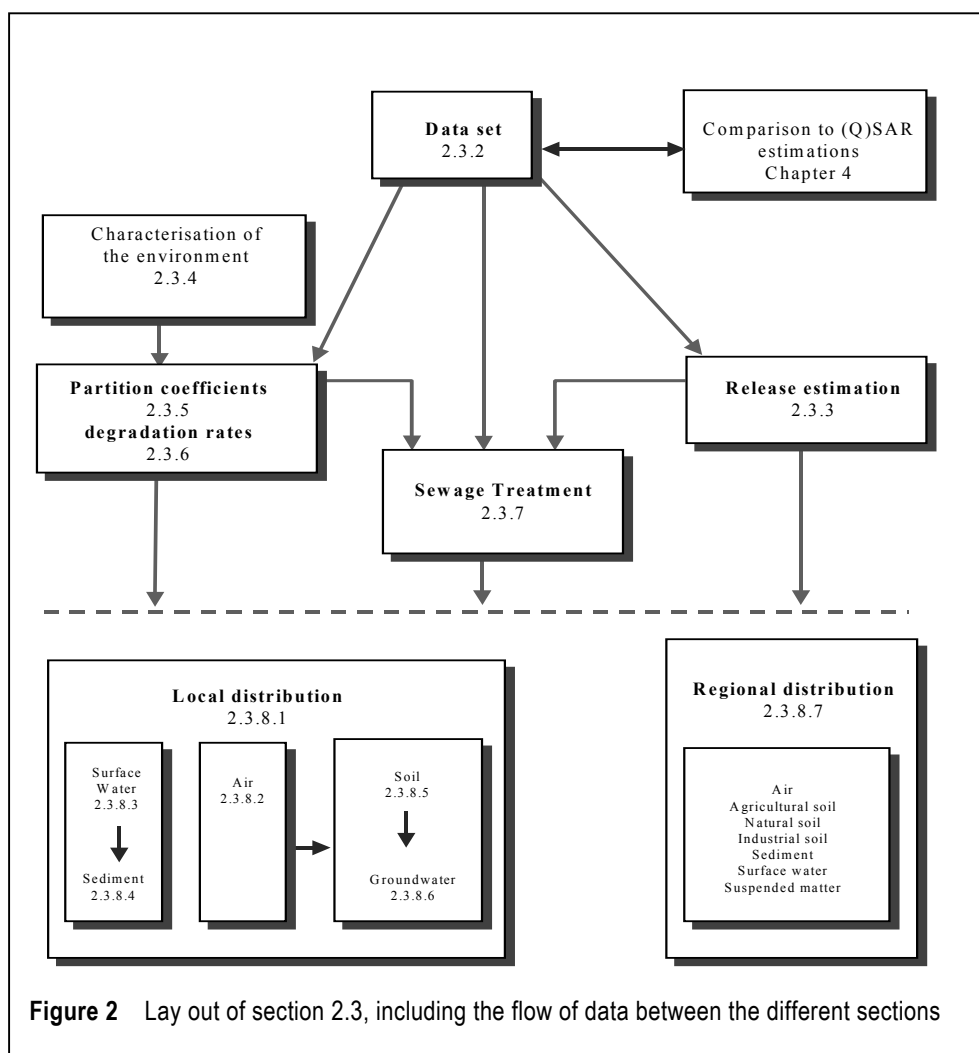 Data set
2.3.2
Comparison to (Q)SAR
estimations
Chapter 4
Characterisation of
the environment
2.3.4
Partition coefficients
2.3.5
degradation rates
2.3.6
Release estimation
2.3.3
Sewage Treatment
2.3.7
Local distribution
2.3.8.1
Surface
Water
2.3.8.3
Sediment
2.3.8.4
Air
2.3.8.2
Soil
2.3.8.5
Groundwater
2.3.8.6
Regional distribution
2.3.8.7
Air
Agricultural soil
Natural soil
Industrial soil
Sediment
Surface water
Suspended matter
Figure 2 Lay out of section 2.3, including the flow of data between the different sections